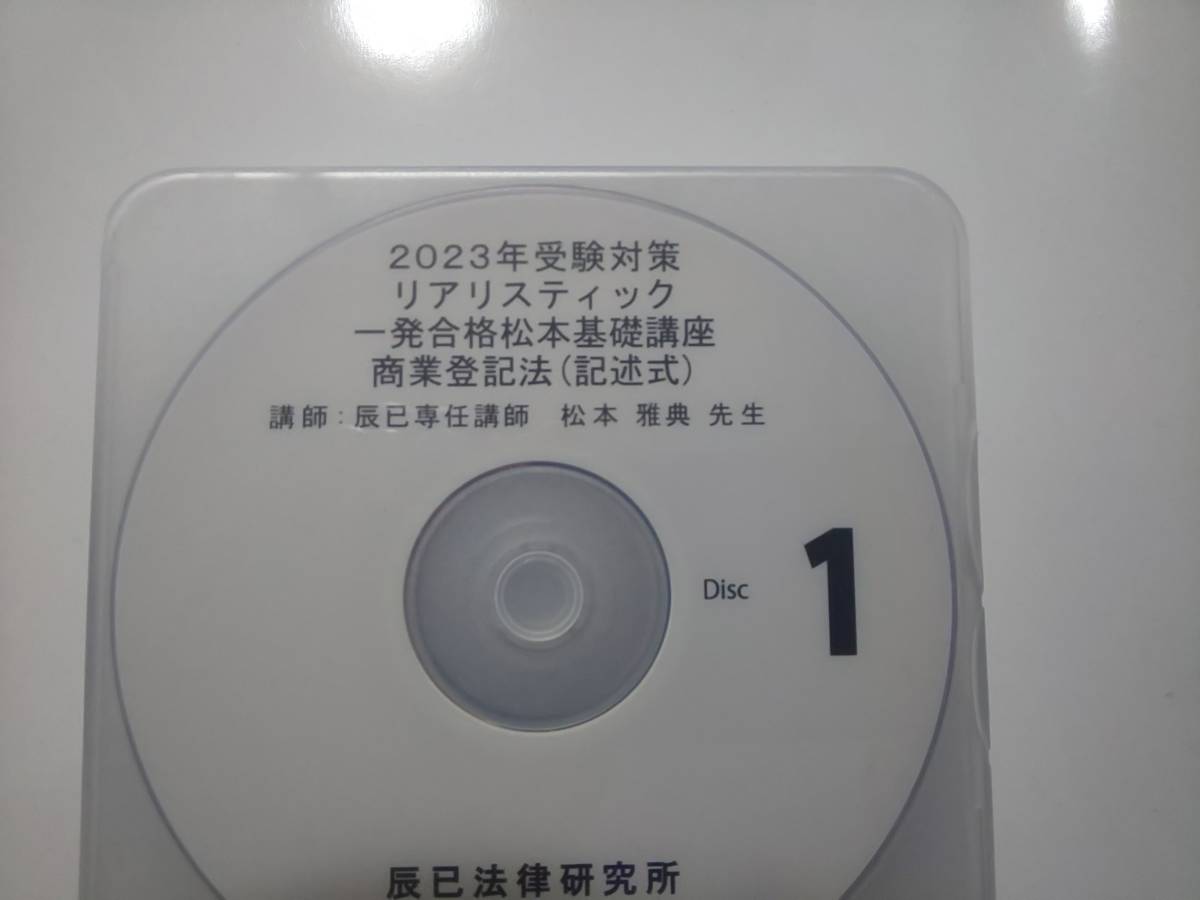 ２０２３年受験対策
リアリスティック
一発合格松本基礎講座
商業登記法（記述式）
講師：辰已専任講師　松本 雅典 先生
Disc 1
辰已法律研究所